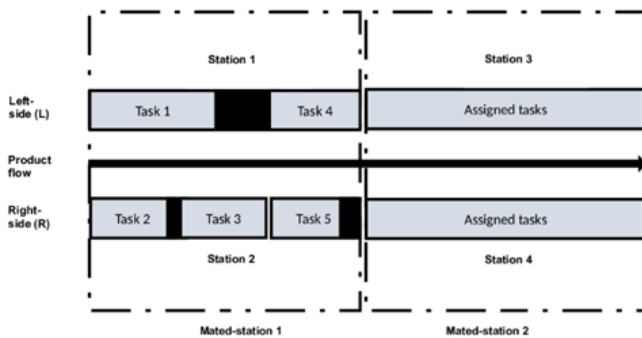 Station 1
Station 3
Left-
side (L)
Task 1
Task 4
Assigned tasks
Product
flow
Right-
side (R)
Task 2
Task 3
Task 5
Assigned tasks
Station 2
Station 4
Mated-station 1
Mated-station 2